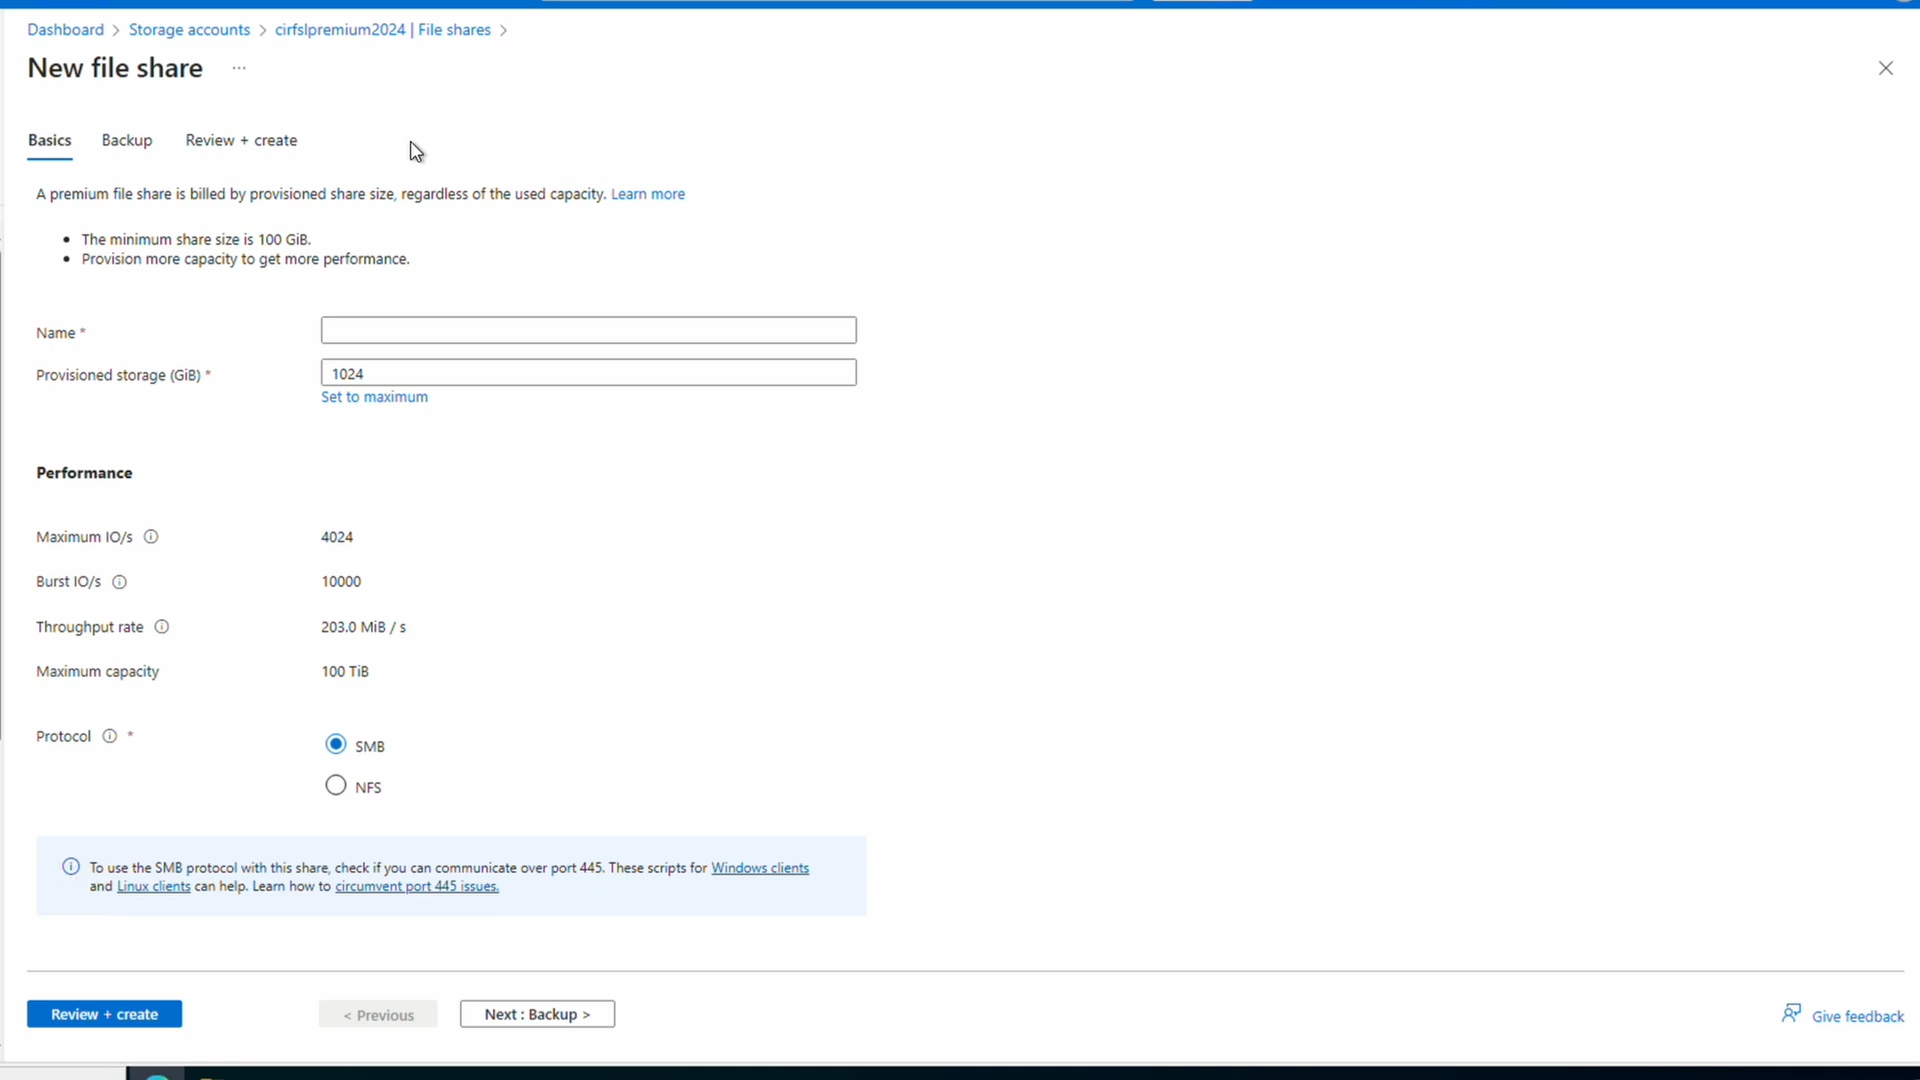 Dashboard > Storage accounts > cirfslpremium2024 | File shares >
New file share ...
Basics Backup Review + create
A premium file share is billed by provisioned share size, regardless of the used capacity. Learn more
• The minimum share size is 100 GiB.
• Provision more capacity to get more performance.
Name *
Provisioned storage (GiB) * 1024
Set to maximum
Performance
Maximum IO/s 4024
Burst IO/s 10000
Throughput rate 203.0 MiB / s
Maximum capacity 100 TiB
Protocol *
SMB
NFS
To use the SMB protocol with this share, check if you can communicate over port 445. These scripts for Windows clients
and Linux clients can help. Learn how to circumvent port 445 issues.
Review + create < Previous Next : Backup > Give feedback